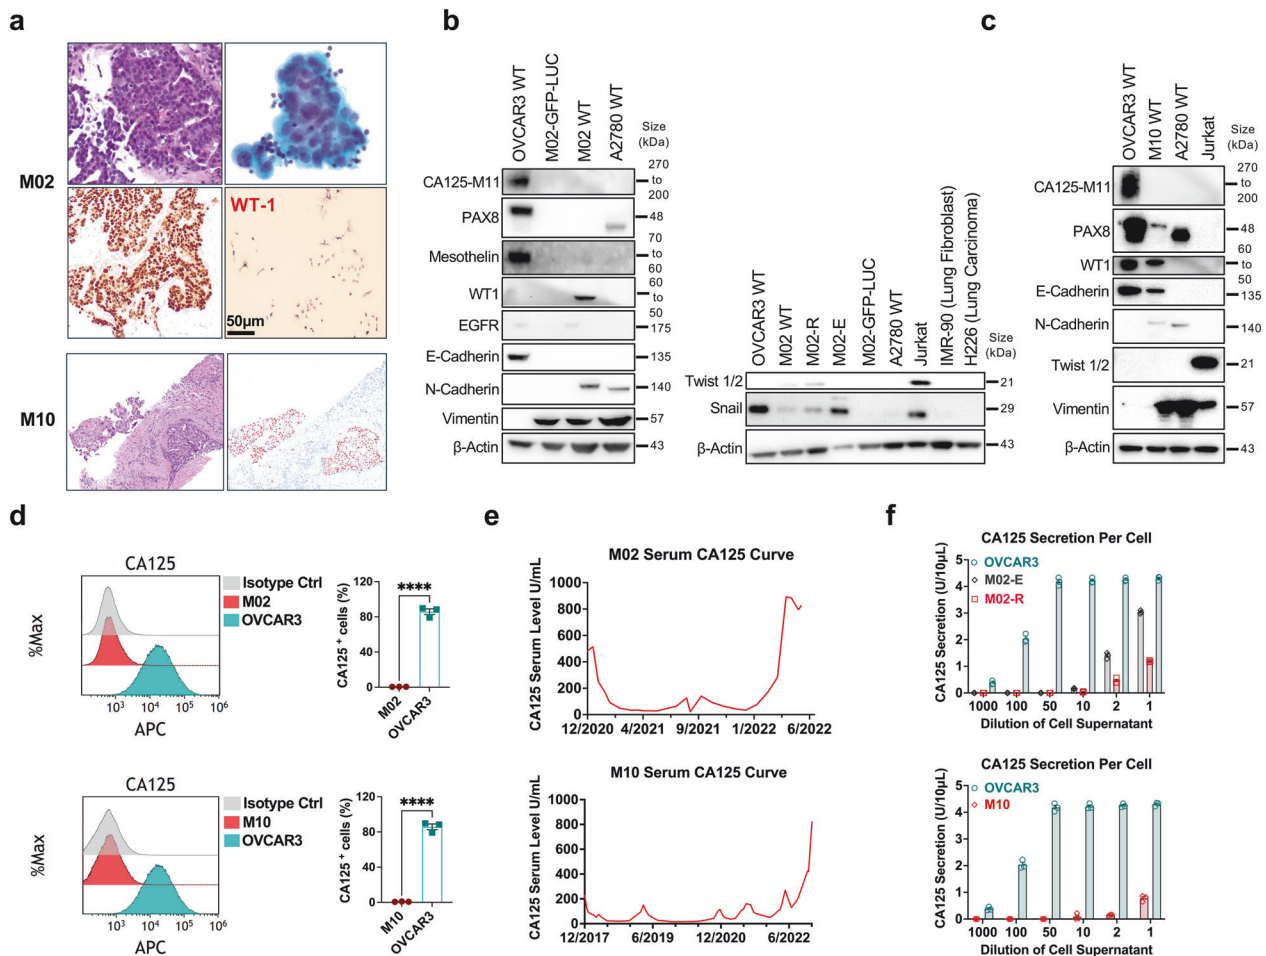 a
M02
WT-1
50µm
M10
b
OVCAR3 WT
M02-GFP-LUC
M02 WT
A2780 WT
Size
(kDa)
CA125-M11
270
to
200
PAX8
48
Mesothelin
70
to
60
WT1
60
to
50
EGFR
175
E-Cadherin
135
N-Cadherin
140
Vimentin
57
β-Actin
43
OVCAR3 WT
M02 WT
M02-R
M02-E
M02-GFP-LUC
A2780 WT
Jurkat
IMR-90 (Lung Fibroblast)
H226 (Lung Carcinoma)
Size
(kDa)
Twist 1/2
21
Snail
29
β-Actin
43
c
OVCAR3 WT
M10 WT
A2780 WT
Jurkat
Size
(kDa)
CA125-M11
270
to
200
PAX8
48
WT1
60
to
50
E-Cadherin
135
N-Cadherin
140
Twist 1/2
21
Vimentin
57
β-Actin
43
d
CA125
%Max
Isotype Ctrl
M02
OVCAR3
10³ 10⁴ 10⁵ 10⁶
APC
CA125 + cells (%)
120
80
40
0
****
M02
OVCAR3
CA125
%Max
Isotype Ctrl
M10
OVCAR3
10³ 10⁴ 10⁵ 10⁶
APC
CA125 + cells (%)
120
80
40
0
****
M10
OVCAR3
e
M02 Serum CA125 Curve
CA125 Serum Level U/mL
1000
800
600
400
200
0
12/2020 4/2021 9/2021 1/2022 6/2022
M10 Serum CA125 Curve
CA125 Serum Level U/mL
1000
800
600
400
200
0
12/2017 6/2019 12/2020 6/2022
f
CA125 Secretion Per Cell
CA125 Secretion (U/10µL)
5
4
3
2
1
0
OVCAR3
M02-E
M02-R
1000 100 50 10 2 1
Dilution of Cell Supernatant
CA125 Secretion Per Cell
CA125 Secretion (U/10µL)
5
4
3
2
1
0
OVCAR3
M10
1000 100 50 10 2 1
Dilution of Cell Supernatant